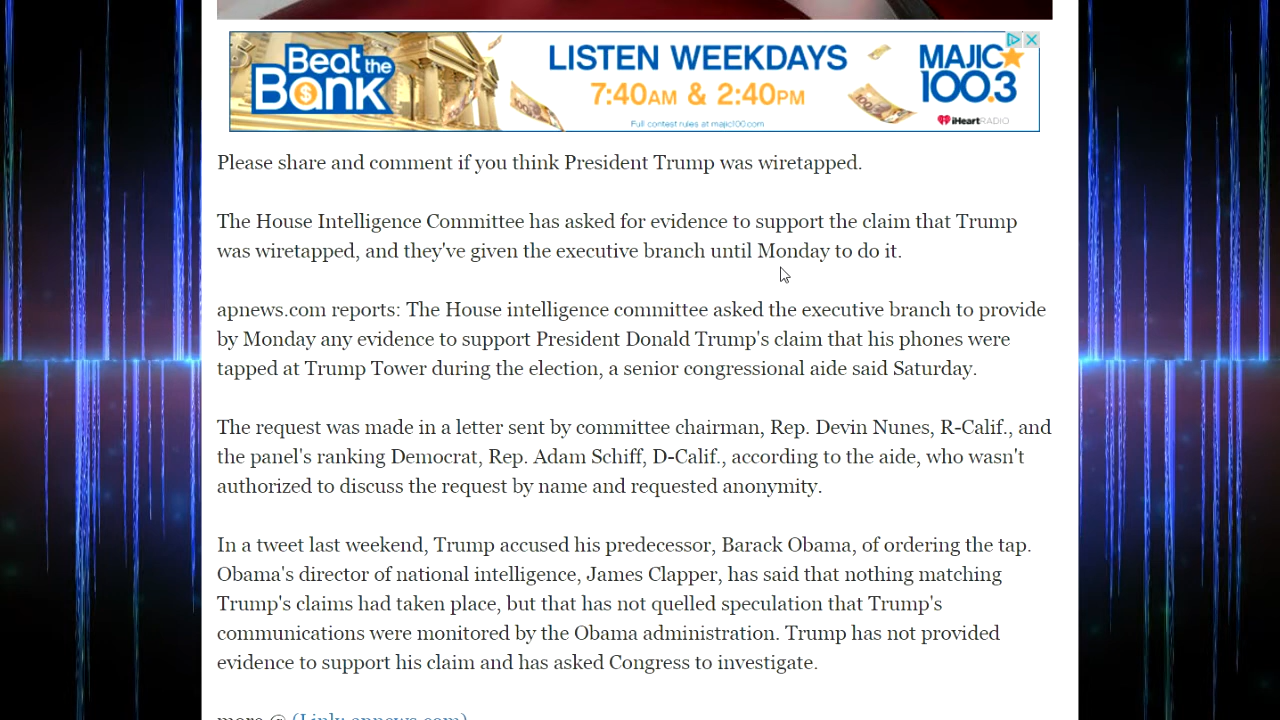 Beat the
Bank
LISTEN WEEKDAYS
7:40AM & 2:40PM
Full contest rules at majic100.com
MAJIC
100.3
iHeartRADIO
Please share and comment if you think President Trump was wiretapped.
The House Intelligence Committee has asked for evidence to support the claim that Trump
was wiretapped, and they've given the executive branch until Monday to do it.
apnews.com reports: The House intelligence committee asked the executive branch to provide
by Monday any evidence to support President Donald Trump's claim that his phones were
tapped at Trump Tower during the election, a senior congressional aide said Saturday.
The request was made in a letter sent by committee chairman, Rep. Devin Nunes, R-Calif., and
the panel's ranking Democrat, Rep. Adam Schiff, D-Calif., according to the aide, who wasn't
authorized to discuss the request by name and requested anonymity.
In a tweet last weekend, Trump accused his predecessor, Barack Obama, of ordering the tap.
Obama's director of national intelligence, James Clapper, has said that nothing matching
Trump's claims had taken place, but that has not quelled speculation that Trump's
communications were monitored by the Obama administration. Trump has not provided
evidence to support his claim and has asked Congress to investigate.
more @ (Link: apnews.com)